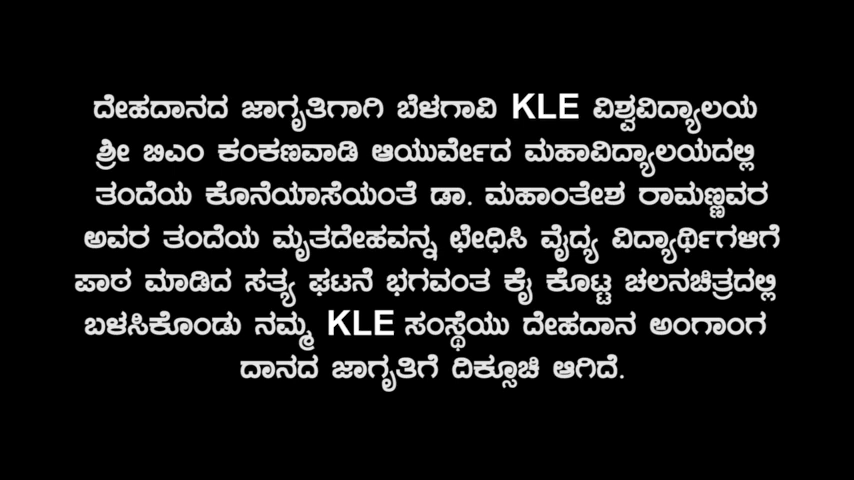 ದೇಹದಾನದ ಜಾಗೃತಿಗಾಗಿ ಬೆಳಗಾವಿ KLE ವಿಶ್ವವಿದ್ಯಾಲಯ
ಶ್ರೀ ಬಿಎಂ ಕಂಕಣವಾಡಿ ಆಯುರ್ವೇದ ಮಹಾವಿದ್ಯಾಲಯದಲ್ಲಿ
ತಂದೆಯ ಕೊನೆಯಾಸೆಯಂತೆ ಡಾ. ಮಹಾಂತೇಶ ರಾಮಣ್ಣವರ
ಅವರ ತಂದೆಯ ಮೃತದೇಹವನ್ನ ಛೇಧಿಸಿ ವೈದ್ಯ ವಿದ್ಯಾರ್ಥಿಗಳಿಗೆ
ಪಾಠ ಮಾಡಿದ ಸತ್ಯ ಘಟನೆ ಭಗವಂತ ಕೈ ಕೊಟ್ಟ ಚಲನಚಿತ್ರದಲ್ಲಿ
ಬಳಸಿಕೊಂಡು ನಮ್ಮ KLE ಸಂಸ್ಥೆಯು ದೇಹದಾನ ಅಂಗಾಂಗ
ದಾನದ ಜಾಗೃತಿಗೆ ದಿಕ್ಸೂಚಿ ಆಗಿದೆ.